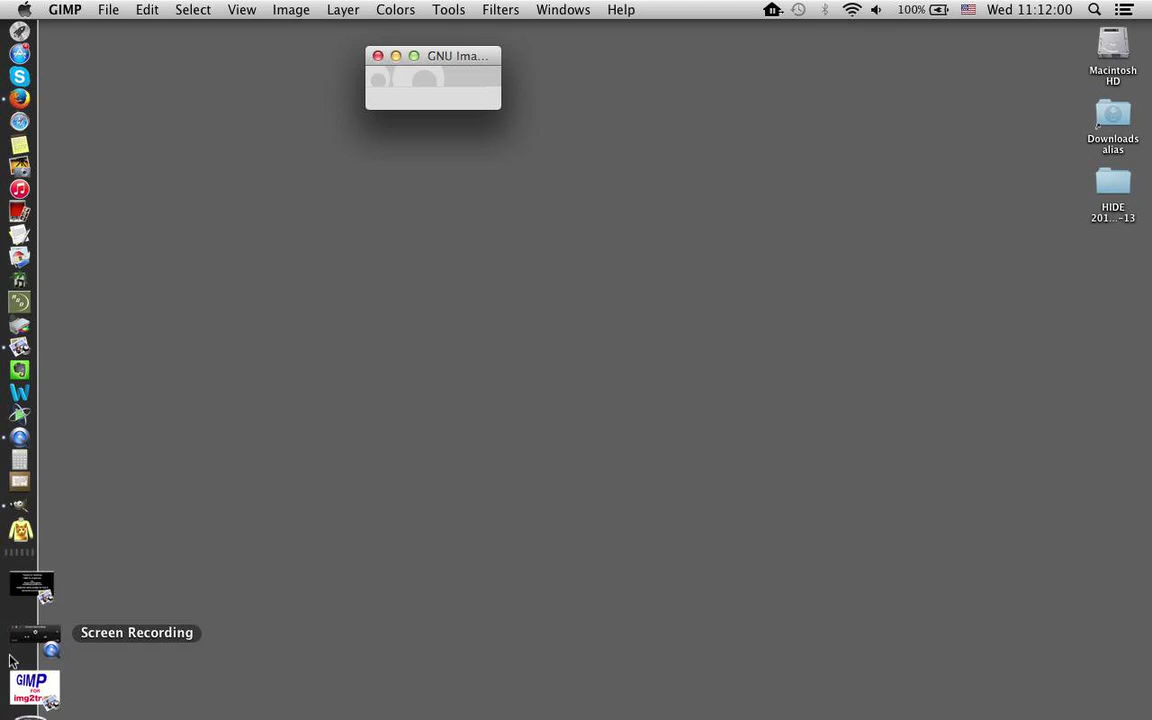 GIMP File Edit Select View Image Layer Colors Tools Filters Windows Help 100% Wed 11:12:00
GNU Ima...
Macintosh
HD
Downloads
alias
HIDE
201...-13
Screen Recording
GIMP
FOR